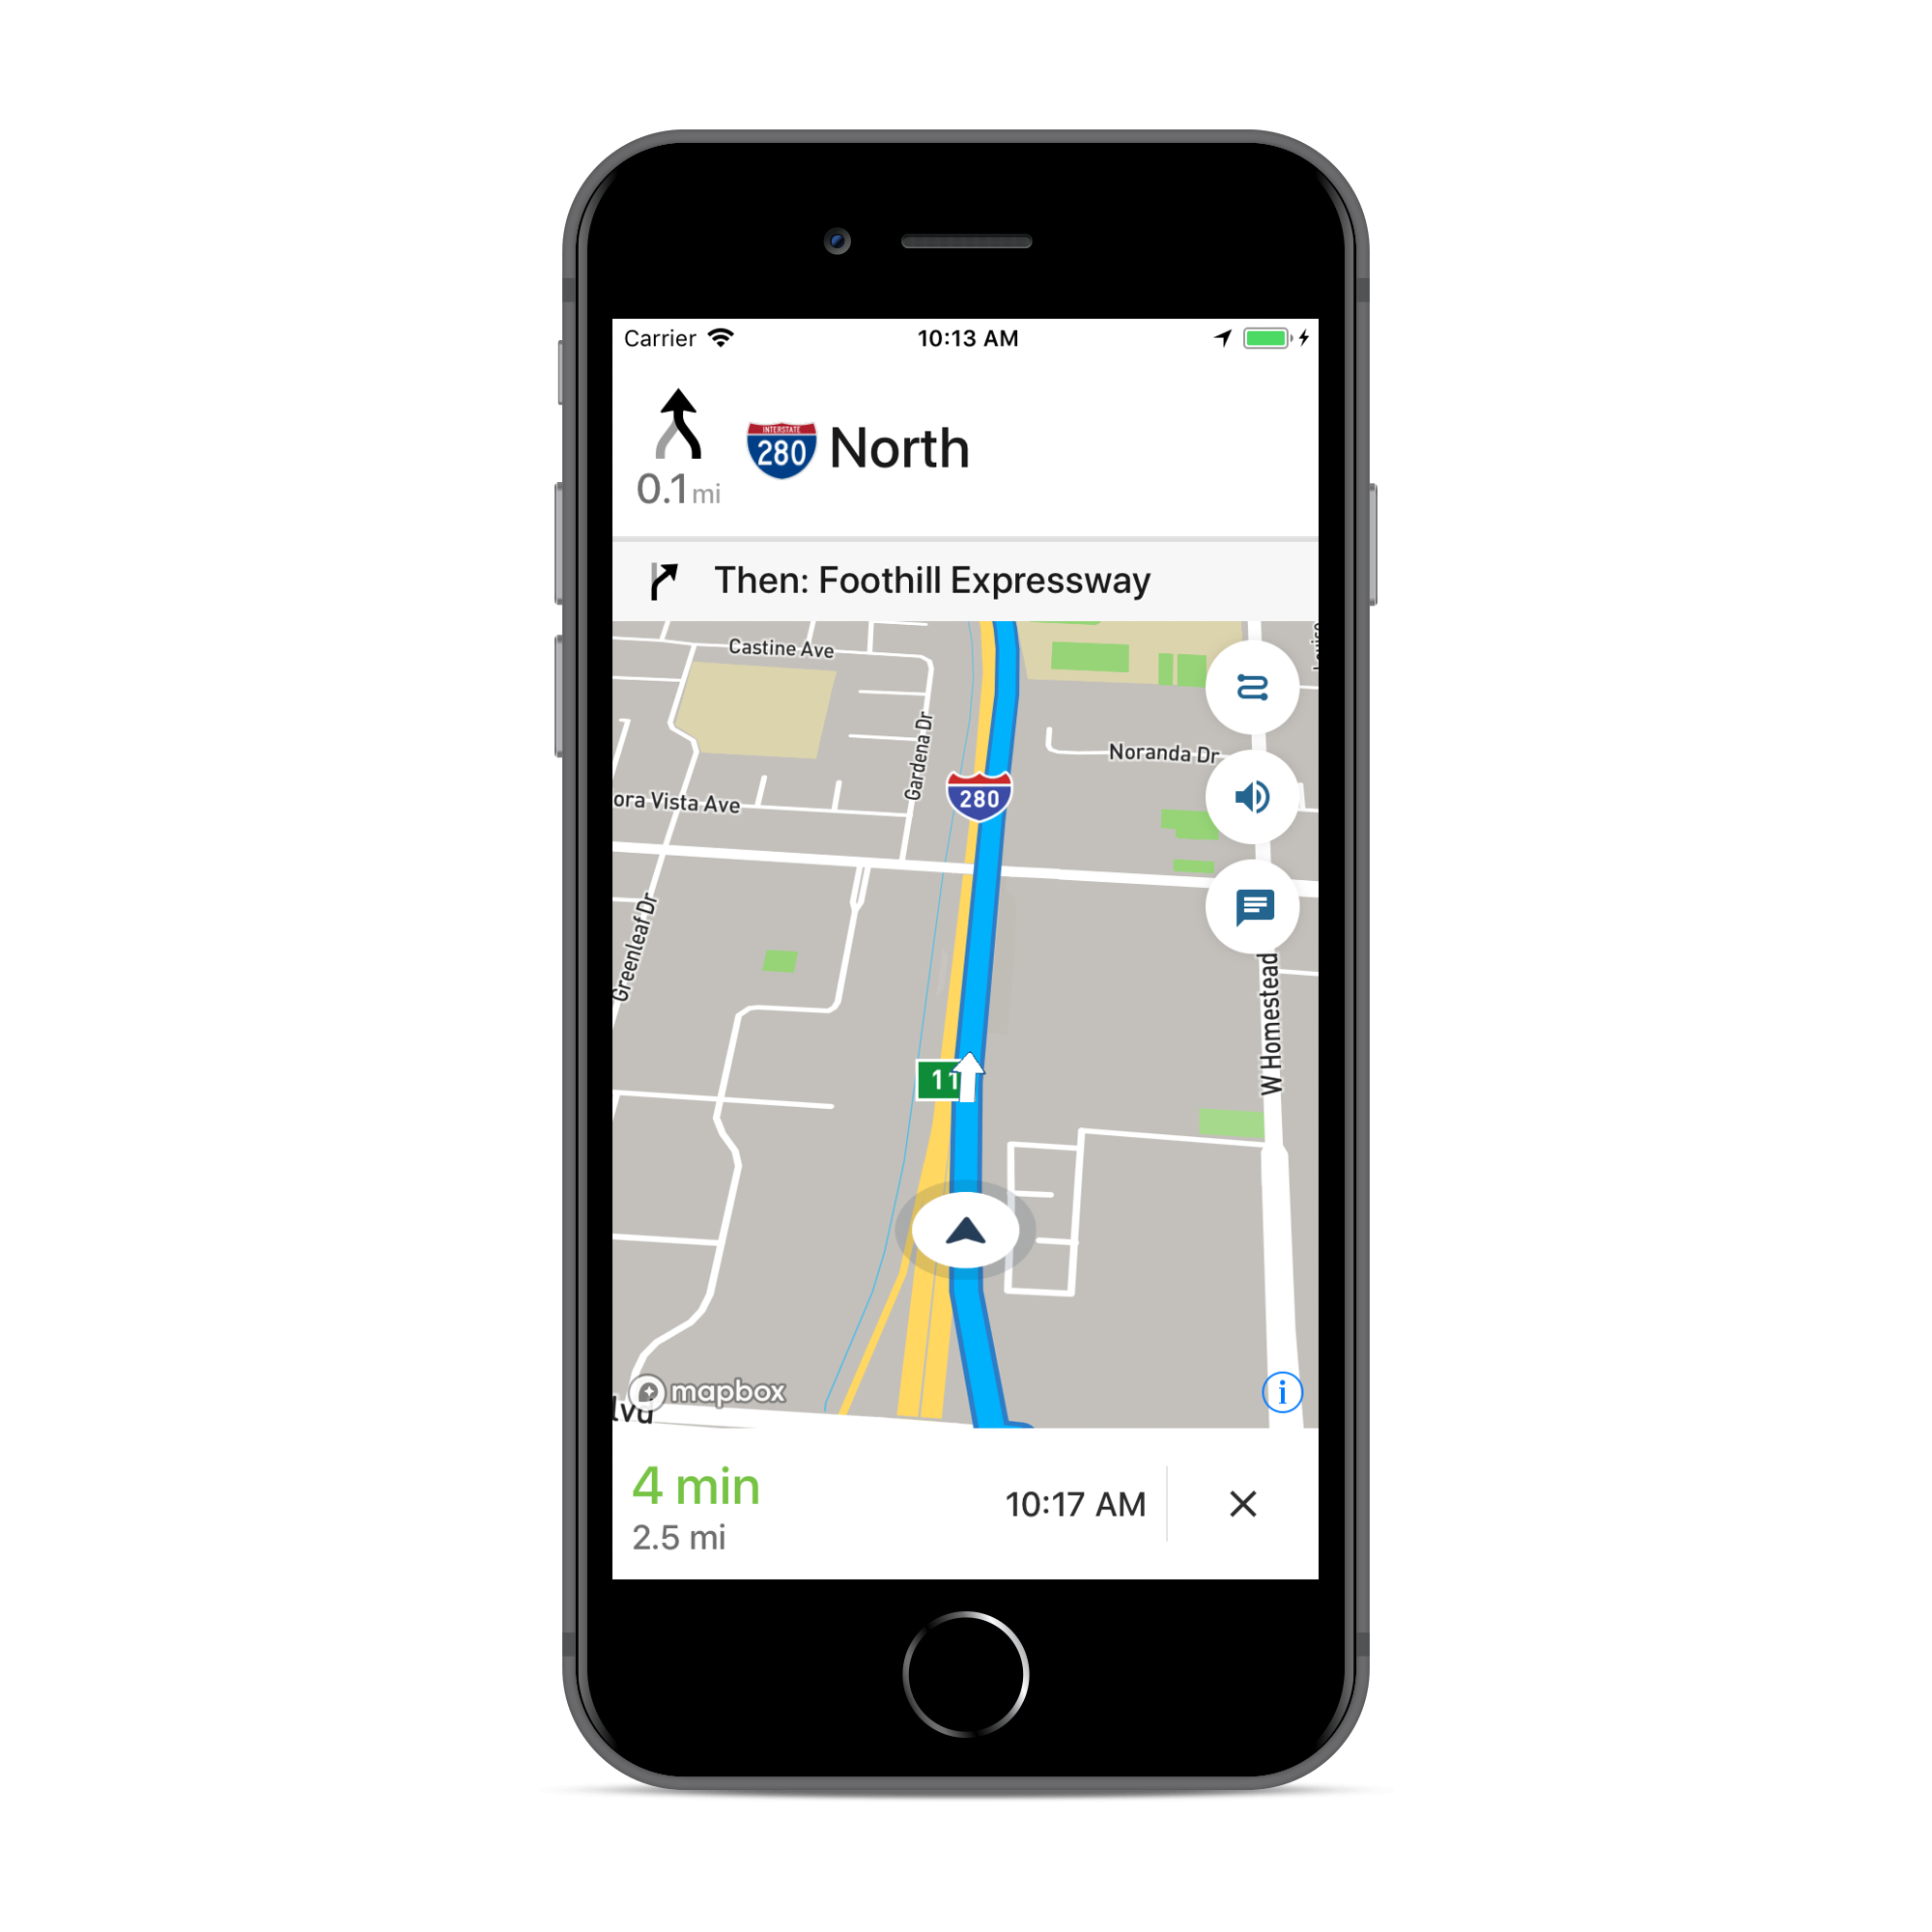 Carrier
10:13 AM
INTERSTATE
280
North
0.1 mi
Then: Foothill Expressway
Castine Ave
Gardena Dr
Noranda Dr
280
ora Vista Ave
Greenleaf Dr
W Homestead
11
mapbox
lvd
i
4 min
10:17 AM
2.5 mi